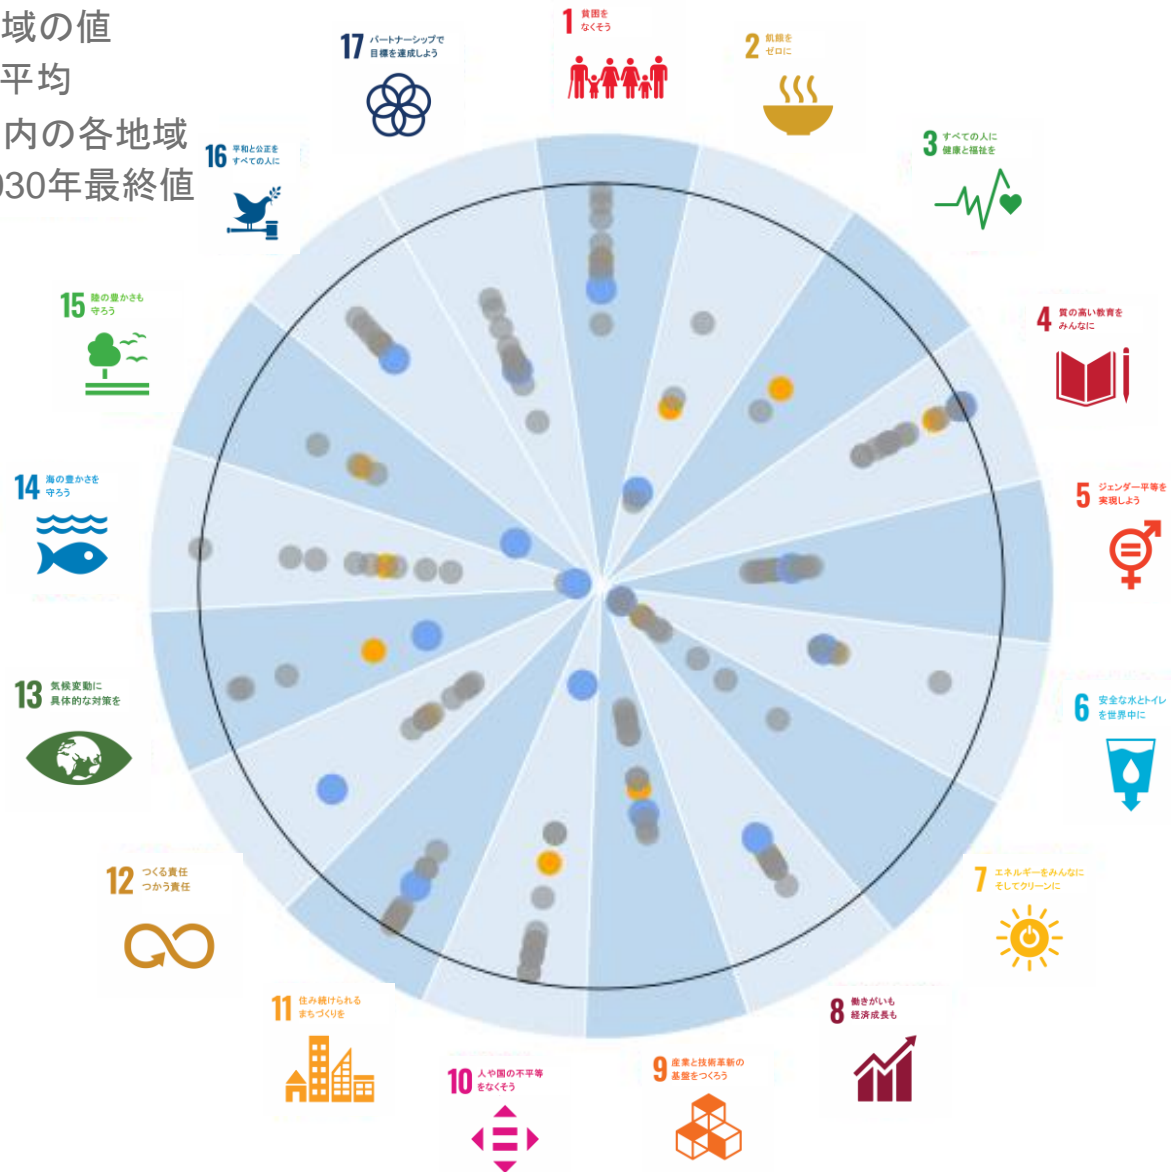 域の値
平均
内の各地域
030年最終値
1 貧困を
なくそう
2 飢餓を
ゼロに
3 すべての人に
健康と福祉を
4 質の高い教育を
みんなに
5 ジェンダー平等を
実現しよう
6 安全な水とトイレ
を世界中に
7 エネルギーをみんなに
そしてクリーンに
8 働きがいも
経済成長も
9 産業と技術革新の
基盤をつくろう
10 人や国の不平等
をなくそう
11 住み続けられる
まちづくりを
12 つくる責任
つかう責任
13 気候変動に
具体的な対策を
14 海の豊かさを
守ろう
15 陸の豊かさも
守ろう
16 平和と公正を
すべての人に
17 パートナーシップで
目標を達成しよう